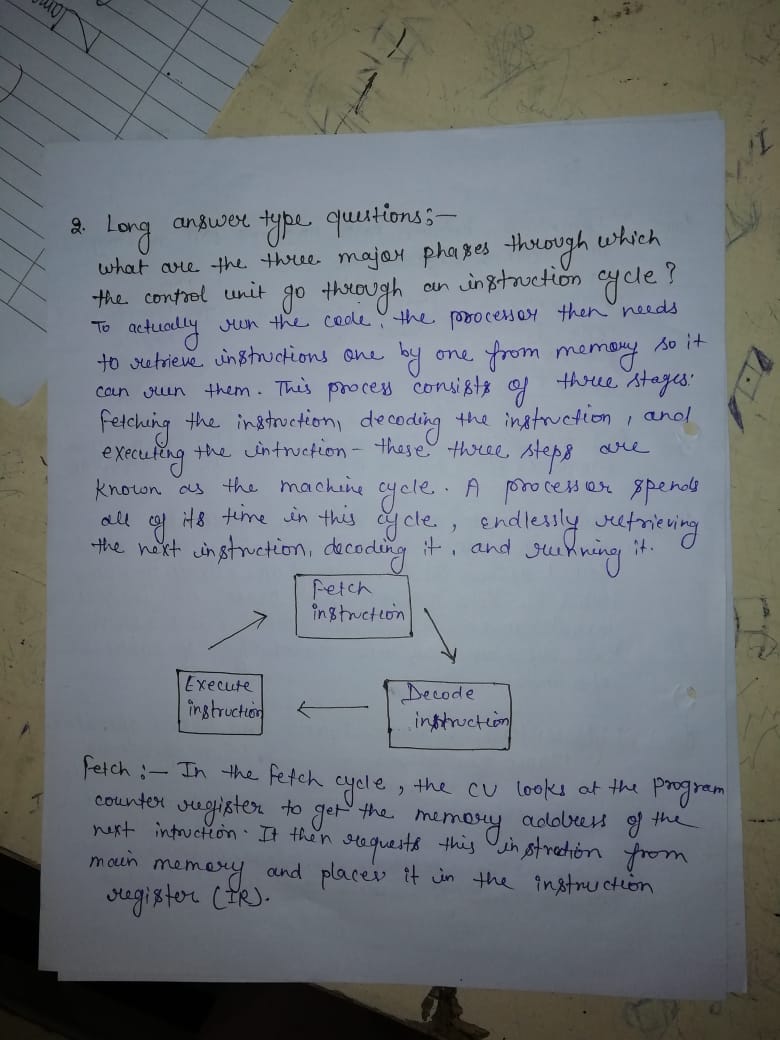 2. Long answer type questions:-
what are the three major phases through which
the control unit go through an instruction cycle?
To actually run the code, the processor then needs
to retrieve instructions one by one from memory so it
can run them. This process consists of three stages:
fetching the instruction, decoding the instruction, and
executing the intruction - these three steps are
known as the machine cycle. A processor spends
all of its time in this cycle, endlessly retrieving
the next instruction, decoding it, and running it.
Fetch
instruction
Execute
instruction
Decode
instruction
Fetch :- In the fetch cycle, the CU looks at the program
counter register to get the memory address of the
next intruction. It then requests this instrction from
main memory and places it in the instruction
register (IR).